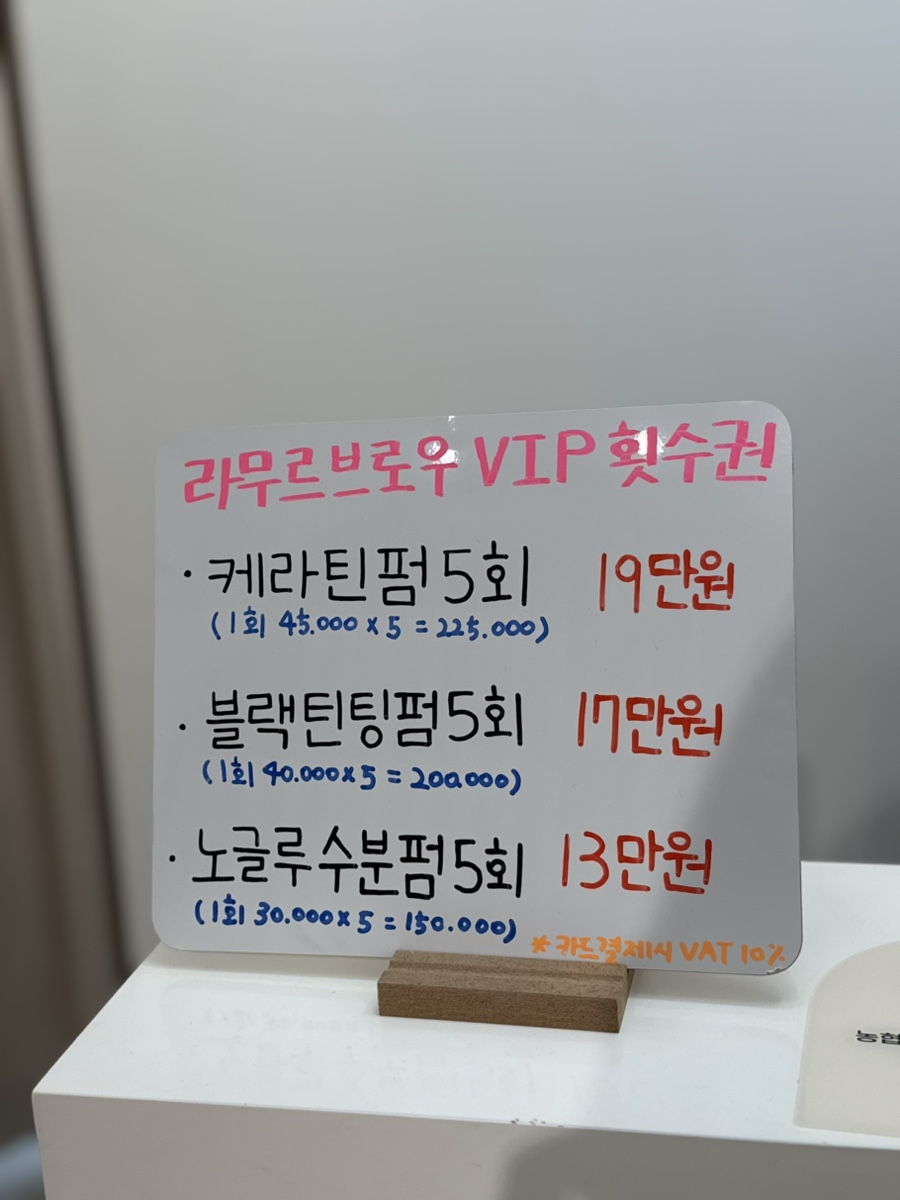 라무르브로우 VIP 횟수권
· 케라틴펌 5회 19만원
(1회 45.000 x 5 = 225.000)
· 블랙틴팅펌 5회 17만원
(1회 40.000 x 5 = 200.000)
· 노글루 수분펌 5회 13만원
(1회 30.000 x 5 = 150.000)
* 카드결제시 VAT 10%
농협